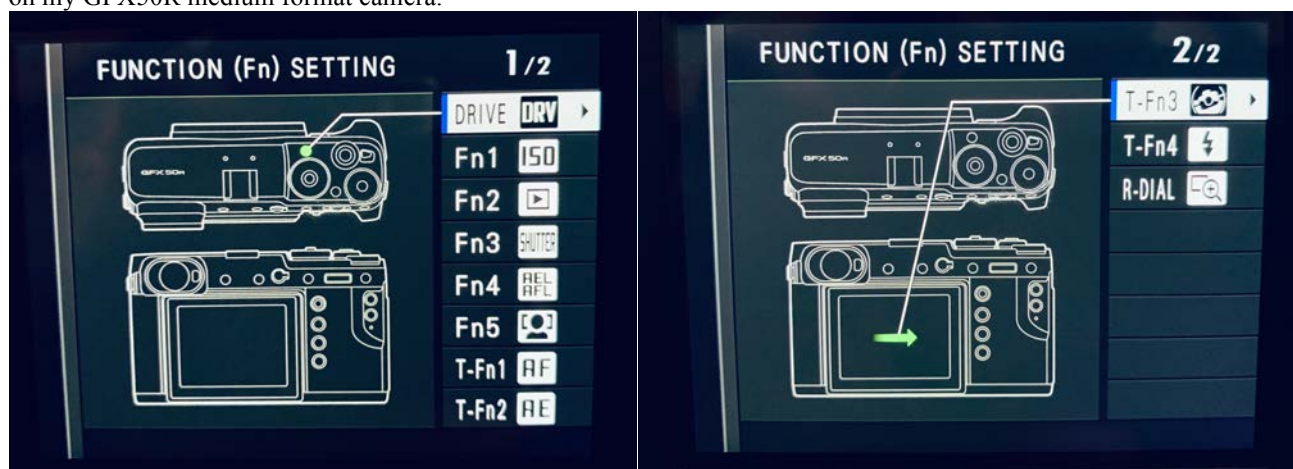 on my GFX50R medium format camera.
FUNCTION (Fn) SETTING 1/2
DRIVE DRV
Fn1 ISO
Fn2
Fn3 SHUTTER
Fn4 AEL AFL
Fn5
T-Fn1 AF
T-Fn2 AE
GFX 50R
FUNCTION (Fn) SETTING 2/2
T-Fn3
T-Fn4
R-DIAL
GFX 50R